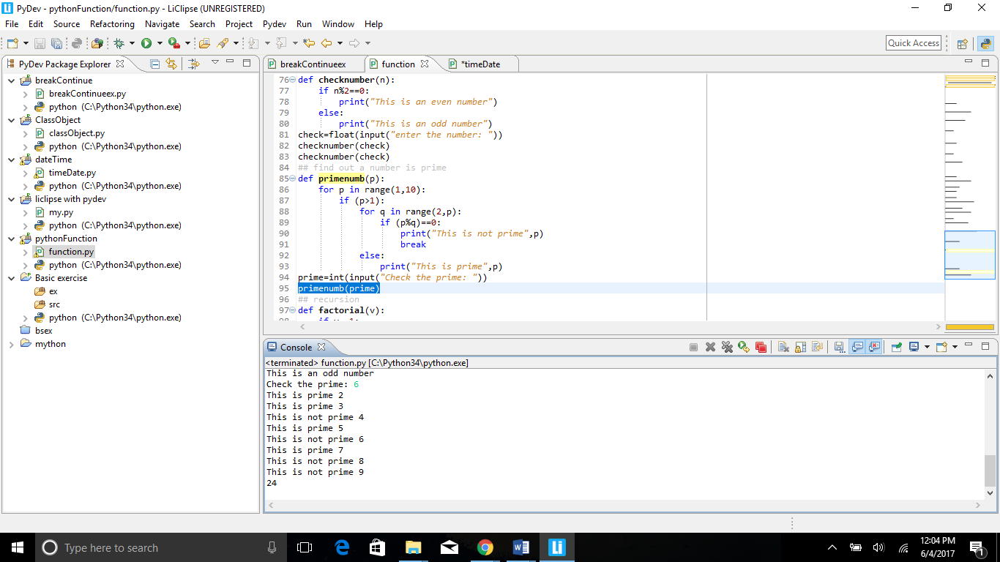 PyDev - pythonFunction/function.py - LiClipse (UNREGISTERED)
File Edit Source Refactoring Navigate Search Project Pydev Run Window Help
Quick Access
PyDev Package Explorer
breakContinue
breakContinueex.py
python (C:\Python34\python.exe)
ClassObject
classObject.py
python (C:\Python34\python.exe)
dateTime
timeDate.py
python (C:\Python34\python.exe)
liclipse with pydev
my.py
python (C:\Python34\python.exe)
pythonFunction
function.py
python (C:\Python34\python.exe)
Basic exercise
ex
src
python (C:\Python34\python.exe)
bsex
mython
breakContinueex function *timeDate
76 def checknumber(n):
77 if n%2==0:
78 print("This is an even number")
79 else:
80 print("This is an odd number")
81 check=float(input("enter the number: "))
82 checknumber(check)
83 checknumber(check)
84 ## find out a number is prime
85 def primenumb(p):
86 for p in range(1,10):
87 if (p>1):
88 for q in range(2,p):
89 if (p%q)==0:
90 print("This is not prime",p)
91 break
92 else:
93 print("This is prime",p)
94 prime=int(input("Check the prime: "))
95 primenumb(prime)
96 ## recursion
97 def factorial(v):
Console
<terminated> function.py [C:\Python34\python.exe]
This is an odd number
Check the prime: 6
This is prime 2
This is prime 3
This is not prime 4
This is prime 5
This is not prime 6
This is prime 7
This is not prime 8
This is not prime 9
24
Type here to search
Li
12:04 PM
6/4/2017
1